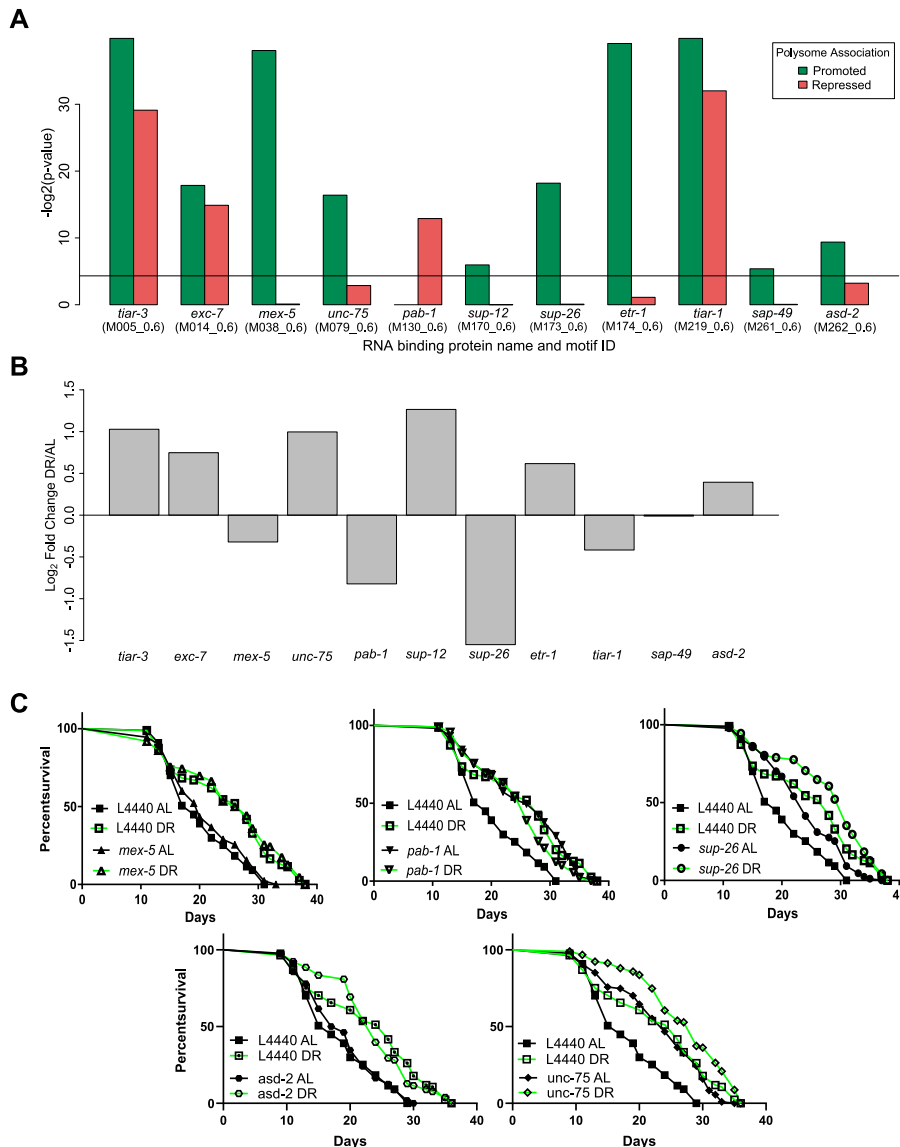 A
Polysome Association
Promoted
Repressed
-log2(p-value)
30
20
10
0
tiar-3 exc-7 mex-5 unc-75 pab-1 sup-12 sup-26 etr-1 tiar-1 sap-49 asd-2
(M005_0.6) (M014_0.6) (M038_0.6) (M079_0.6) (M130_0.6) (M170_0.6) (M173_0.6) (M174_0.6) (M219_0.6) (M261_0.6) (M262_0.6)
RNA binding protein name and motif ID
B
Log2 Fold Change DR/AL
1.5
1.0
0.5
0.0
-0.5
-1.0
-1.5
tiar-3 exc-7 mex-5 unc-75 pab-1 sup-12 sup-26 etr-1 tiar-1 sap-49 asd-2
C
Percentsurvival
100
50
0
L4440 AL
L4440 DR
mex-5 AL
mex-5 DR
0 10 20 30 40
Days
100
50
0
L4440 AL
L4440 DR
pab-1 AL
pab-1 DR
0 10 20 30 40
Days
100
50
0
L4440 AL
L4440 DR
sup-26 AL
sup-26 DR
0 10 20 30 4
Days
Percentsurvival
100
50
0
L4440 AL
L4440 DR
asd-2 AL
asd-2 DR
0 10 20 30 40
Days
100
50
0
L4440 AL
L4440 DR
unc-75 AL
unc-75 DR
0 10 20 30 40
Days